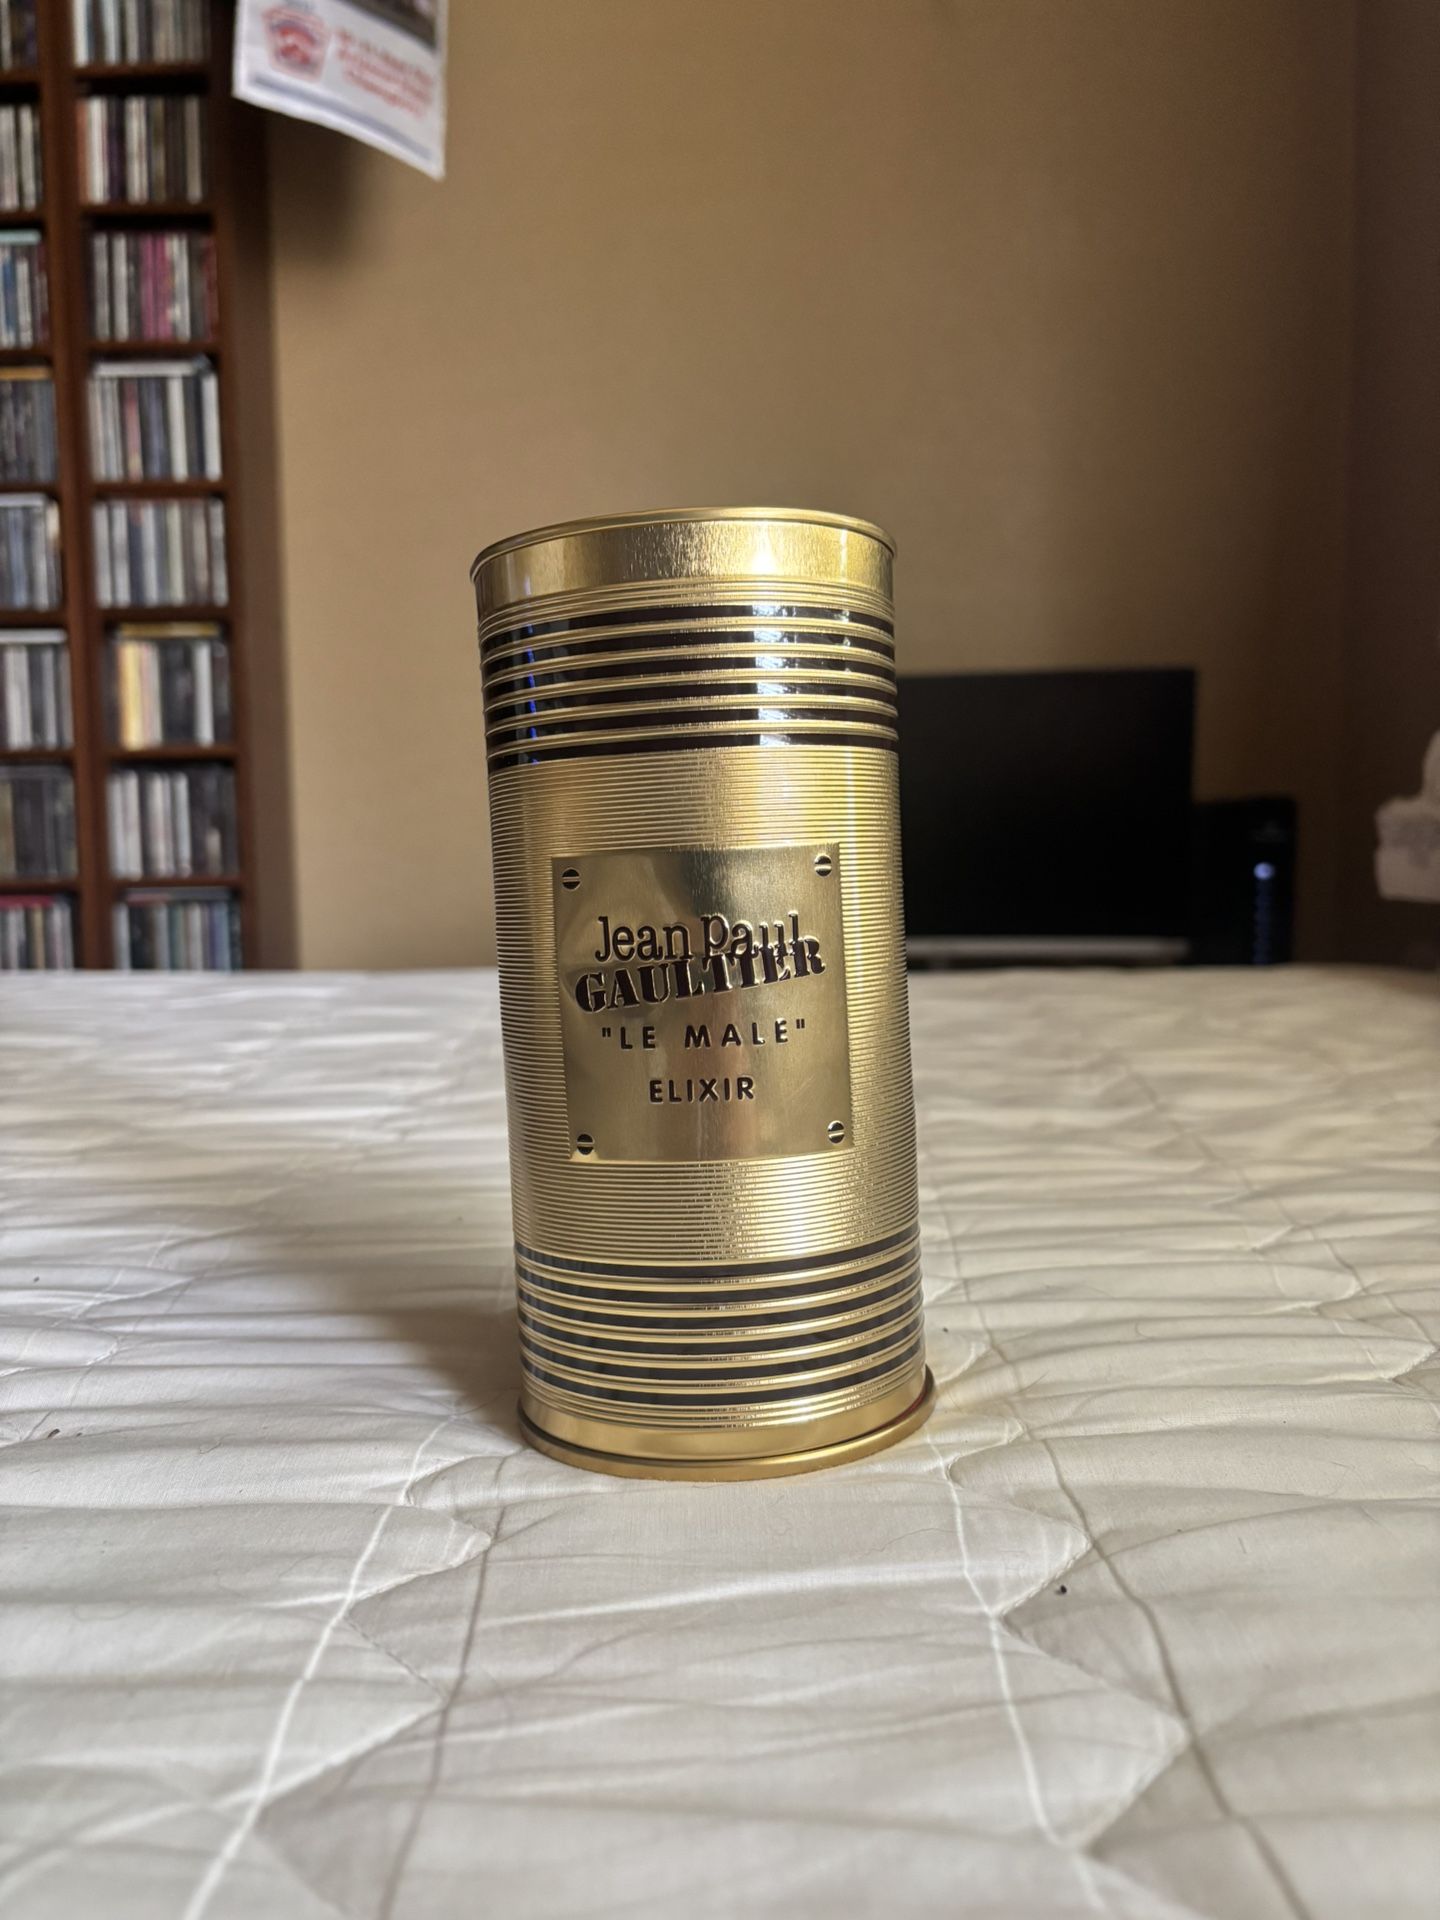 Jean Paul
GAULTIER
"LE MALE"
ELIXIR